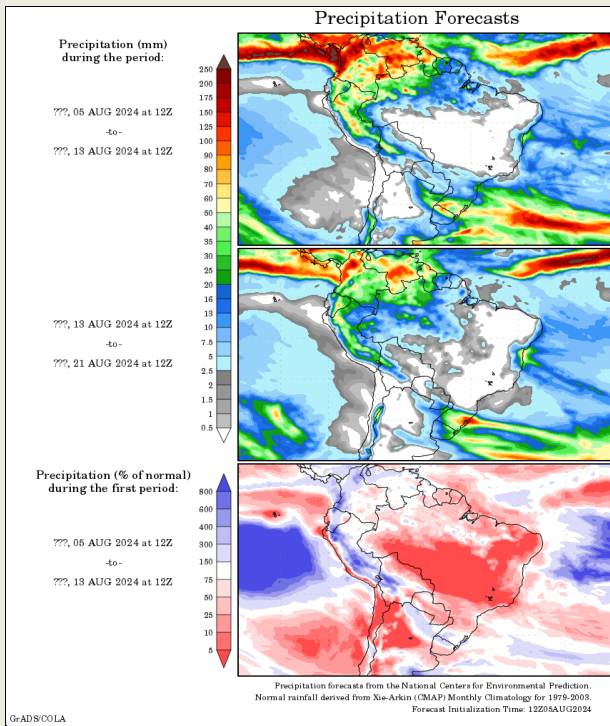 Precipitation Forecasts
Precipitation (mm)
during the period:
???, 05 AUG 2024 at 12Z
-to-
???, 13 AUG 2024 at 12Z
250
200
175
150
125
100
90
80
70
60
50
40
35
30
25
20
16
13
10
7.5
5
2.5
2
1.5
1
0.5
???, 13 AUG 2024 at 12Z
-to-
???, 21 AUG 2024 at 12Z
Precipitation (% of normal)
during the first period:
???, 05 AUG 2024 at 12Z
-to-
???, 13 AUG 2024 at 12Z
800
600
400
300
150
75
50
25
10
5
Precipitation forecasts from the National Centers for Environmental Prediction.
Normal rainfall derived from Xie-Arkin (CMAP) Monthly Climatology for 1979-2003.
Forecast Initialization Time: 12Z05AUG2024
GrADS/COLA